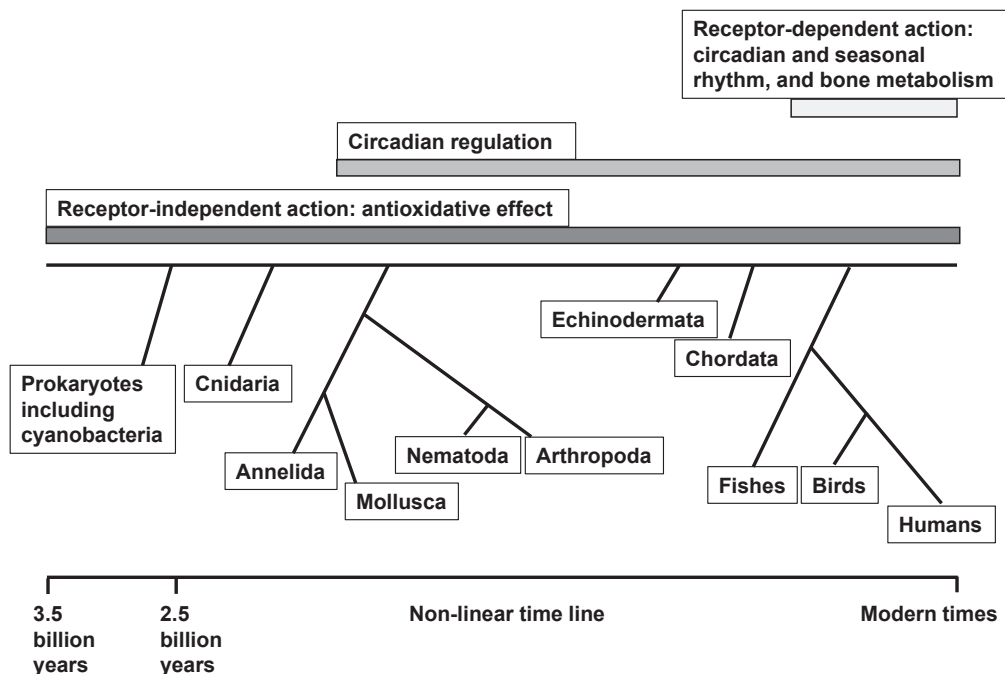 Receptor-dependent action:
circadian and seasonal
rhythm, and bone metabolism
Circadian regulation
Receptor-independent action: antioxidative effect
Echinodermata
Chordata
Prokaryotes
including
cyanobacteria
Cnidaria
Annelida
Mollusca
Nematoda
Arthropoda
Fishes
Birds
Humans
3.5
billion
years
2.5
billion
years
Non-linear time line
Modern times